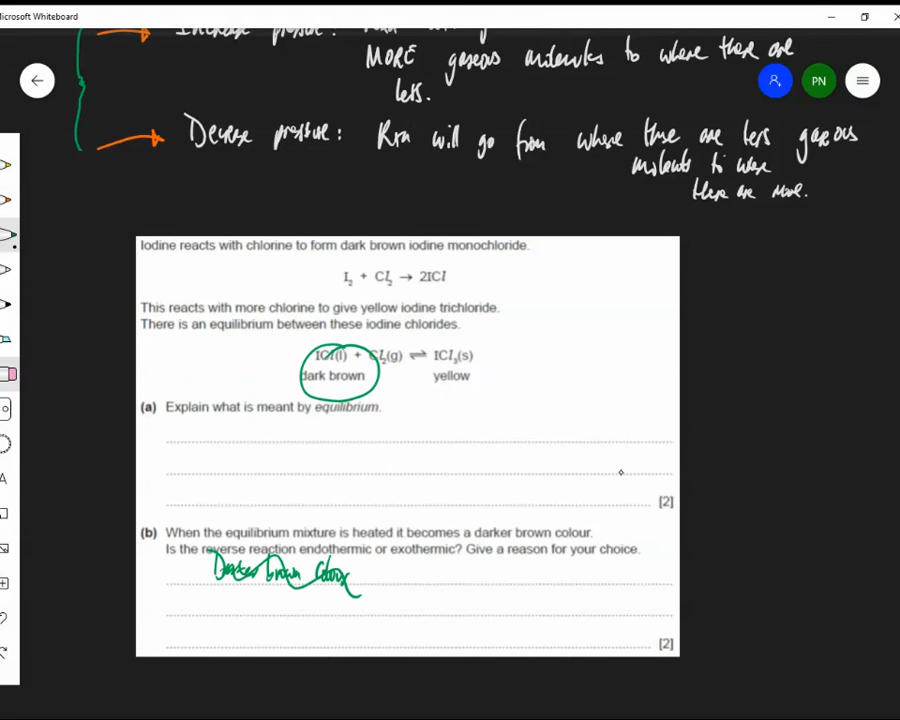 Microsoft Whiteboard
Increase pressure:
MORE gaseous molecules to where there are
less.
PN
Decrease pressure: Rxn will go from where there are less gaseous
molecules to where
there are more.
Iodine reacts with chlorine to form dark brown iodine monochloride.
I₂ + Cl₂ → 2ICl
This reacts with more chlorine to give yellow iodine trichloride.
There is an equilibrium between these iodine chlorides.
ICl(l) + Cl₂(g) ⇌ ICl₃(s)
dark brown yellow
(a) Explain what is meant by equilibrium.
[2]
(b) When the equilibrium mixture is heated it becomes a darker brown colour.
Is the reverse reaction endothermic or exothermic? Give a reason for your choice.
Darker brown colour
[2]